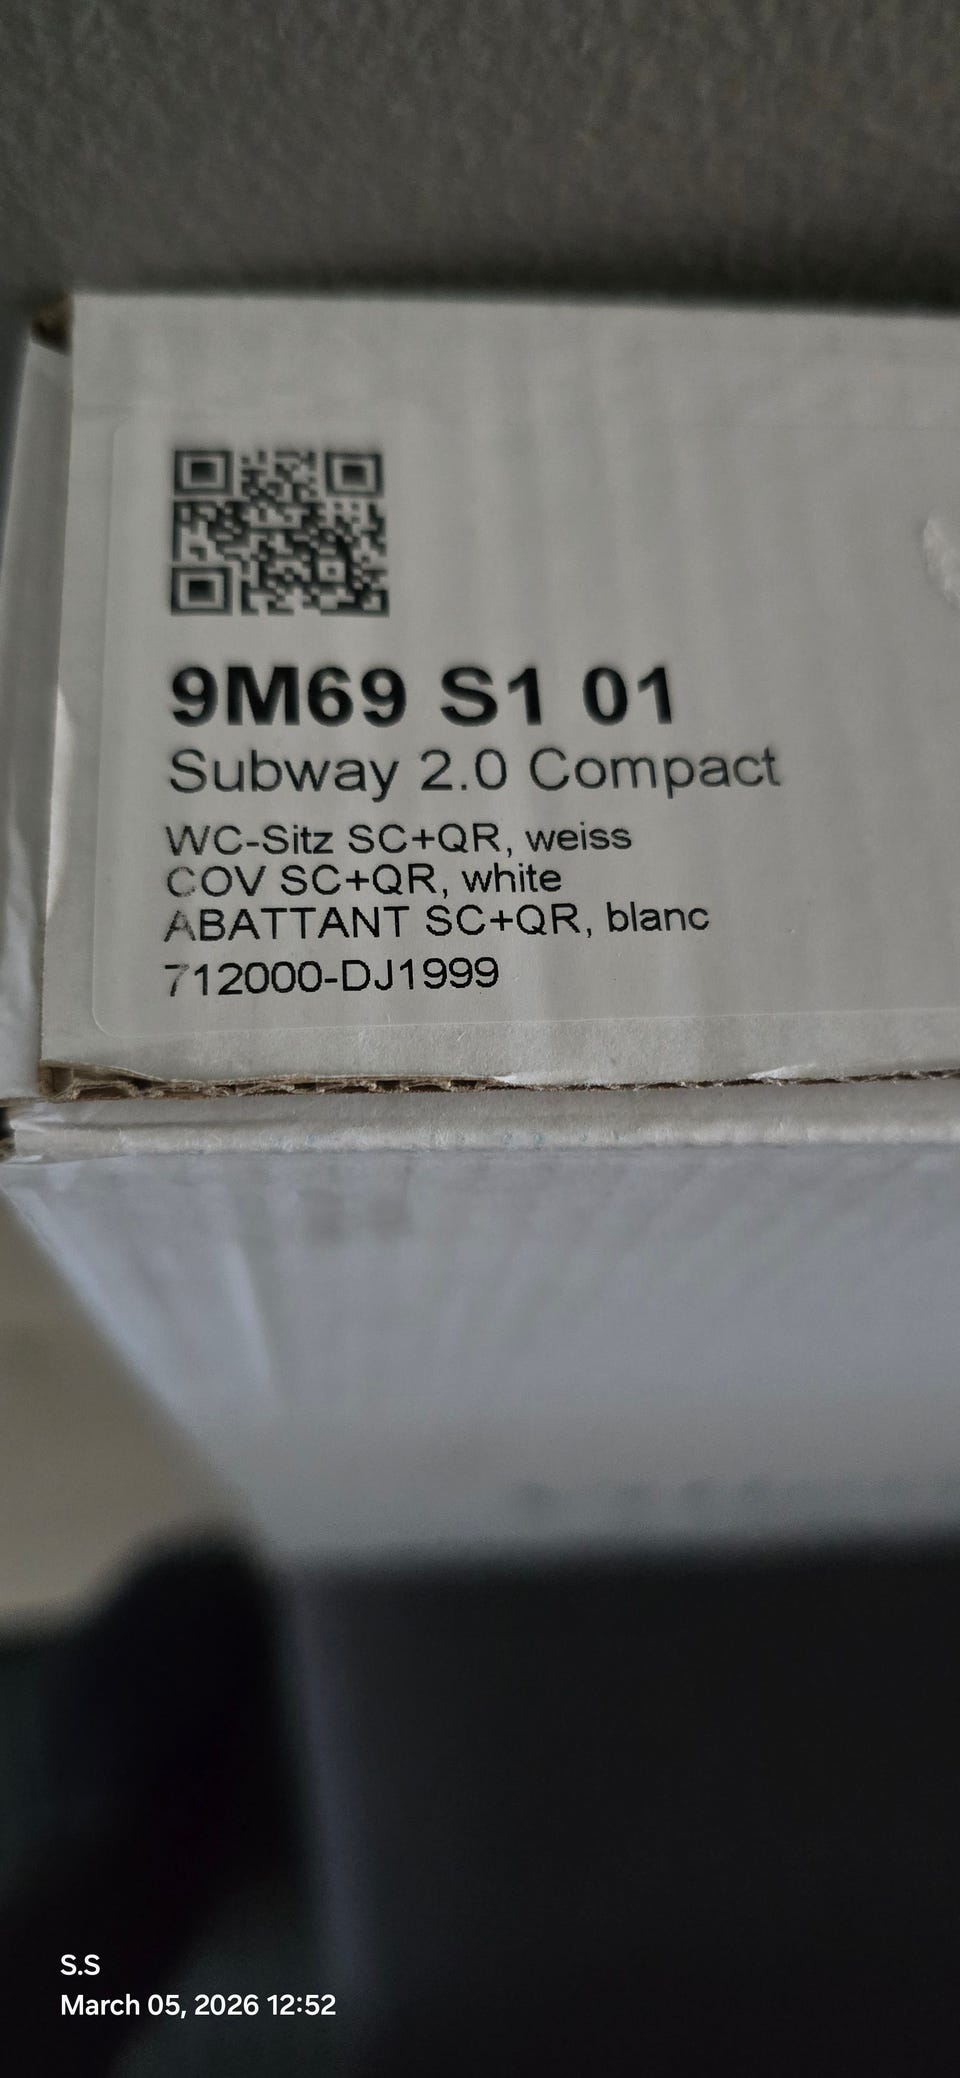 9M69 S1 01
Subway 2.0 Compact
WC-Sitz SC+QR, weiss
COV SC+QR, white
ABATTANT SC+QR, blanc
712000-DJ1999
S.S
March 05, 2026 12:52